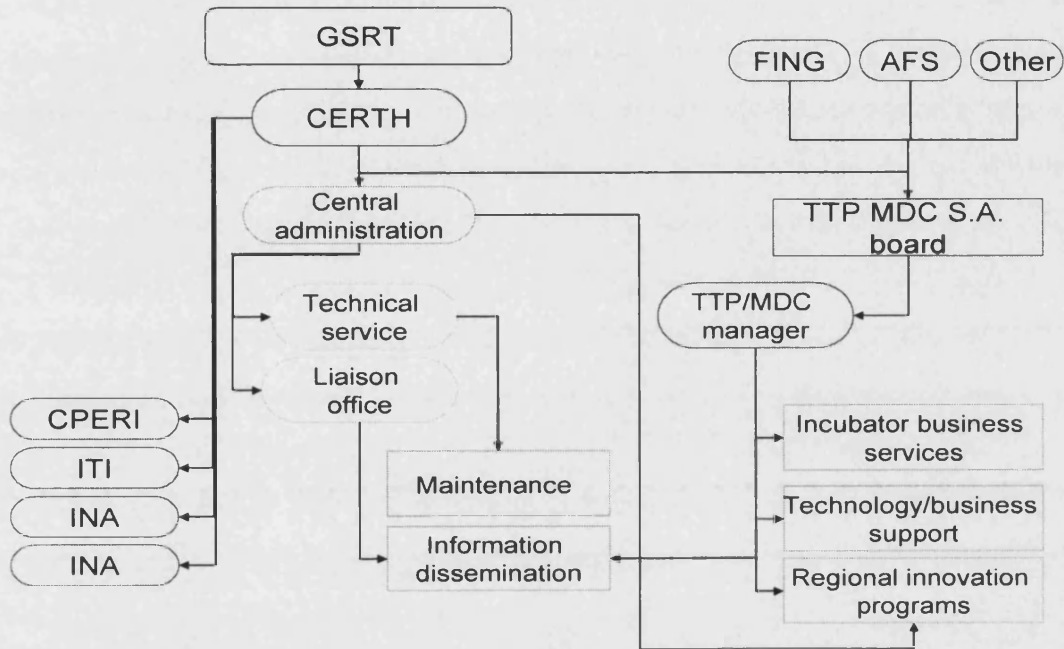 GSRT
FING
AFS
Other
CERTH
Central
administration
TTP MDC S.A.
board
Technical
service
TTP/MDC
manager
Liaison
office
CPERI
ITI
INA
INA
Maintenance
Information
dissemination
Incubator business
services
Technology/business
support
Regional innovation
programs